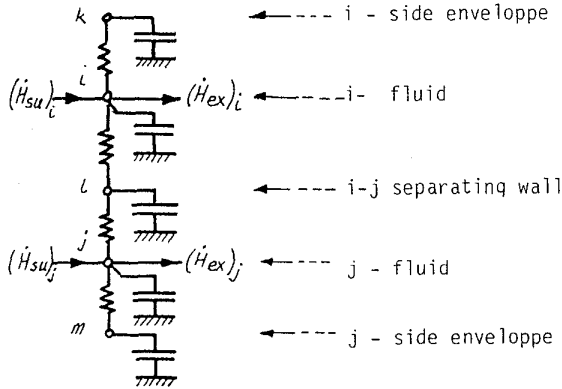 k
i - side enveloppe
i
(Ḣsu)i
(Ḣex)i
i- fluid
l
i-j separating wall
j
(Ḣsu)j
(Ḣex)j
j - fluid
m
j - side enveloppe